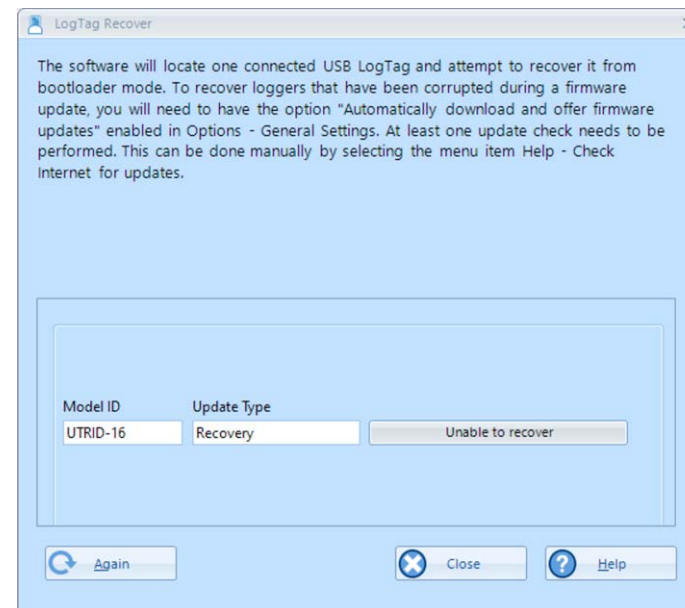 LogTag Recover
The software will locate one connected USB LogTag and attempt to recover it from
bootloader mode. To recover loggers that have been corrupted during a firmware
update, you will need to have the option "Automatically download and offer firmware
updates" enabled in Options - General Settings. At least one update check needs to be
performed. This can be done manually by selecting the menu item Help - Check
Internet for updates.
Model ID Update Type
UTRID-16 Recovery Unable to recover
Again Close Help